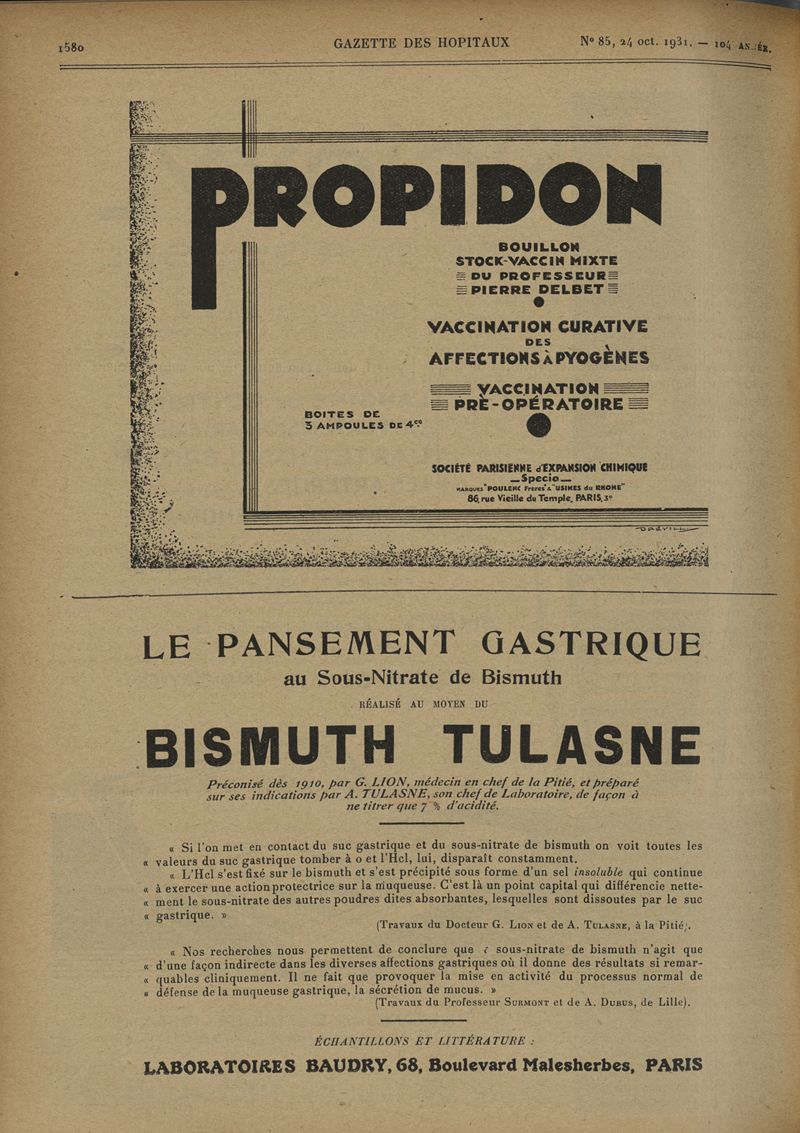 1580
GAZETTE DES HOPITAUX
Nº 85, 24 oct. 1931. — 104
PROPIDON
BOUILLON
STOCK-VACCIN MIXTE
DU PROFESSEUR
PIERRE DELBET
VACCINATION CURATIVE
DES
AFFECTIONS À PYOGÈNES
VACCINATION
PRÉ-OPÉRATOIRE
BOITES DE
3 AMPOULES DE 4cc
SOCIÉTÉ PARISIENNE d'EXPANSION CHIMIQUE
—Specia—
MARQUES "POULENC Frères" & "USINES du RHONE"
86, rue Vieille du Temple, PARIS, 3e
LE PANSEMENT GASTRIQUE
au Sous-Nitrate de Bismuth
RÉALISÉ AU MOYEN DU
BISMUTH TULASNE
Préconisé dès 1910, par G. LION, médecin en chef de la Pitié, et préparé
sur ses indications par A. TULASNE, son chef de Laboratoire, de façon à
ne titrer que 7 % d'acidité.
« Si l'on met en contact du suc gastrique et du sous-nitrate de bismuth on voit toutes les
« valeurs du suc gastrique tomber à 0 et l'Hcl, lui, disparaît constamment.
« L'Hcl s'est fixé sur le bismuth et s'est précipité sous forme d'un sel insoluble qui continue
« à exercer une action protectrice sur la muqueuse. C'est là un point capital qui différencie nette-
« ment le sous-nitrate des autres poudres dites absorbantes, lesquelles sont dissoutes par le suc
« gastrique. »
(Travaux du Docteur G. LION et de A. TULASNE, à la Pitié).
« Nos recherches nous permettent de conclure que sous-nitrate de bismuth n'agit que
« d'une façon indirecte dans les diverses affections gastriques où il donne des résultats si remar-
« quables cliniquement. Il ne fait que provoquer la mise en activité du processus normal de
« défense de la muqueuse gastrique, la sécrétion de mucus. »
(Travaux du Professeur SURMONT et de A. DUBUS, de Lille).
ÉCHANTILLONS ET LITTÉRATURE :
LABORATOIRES BAUDRY, 68, Boulevard Malesherbes, PARIS